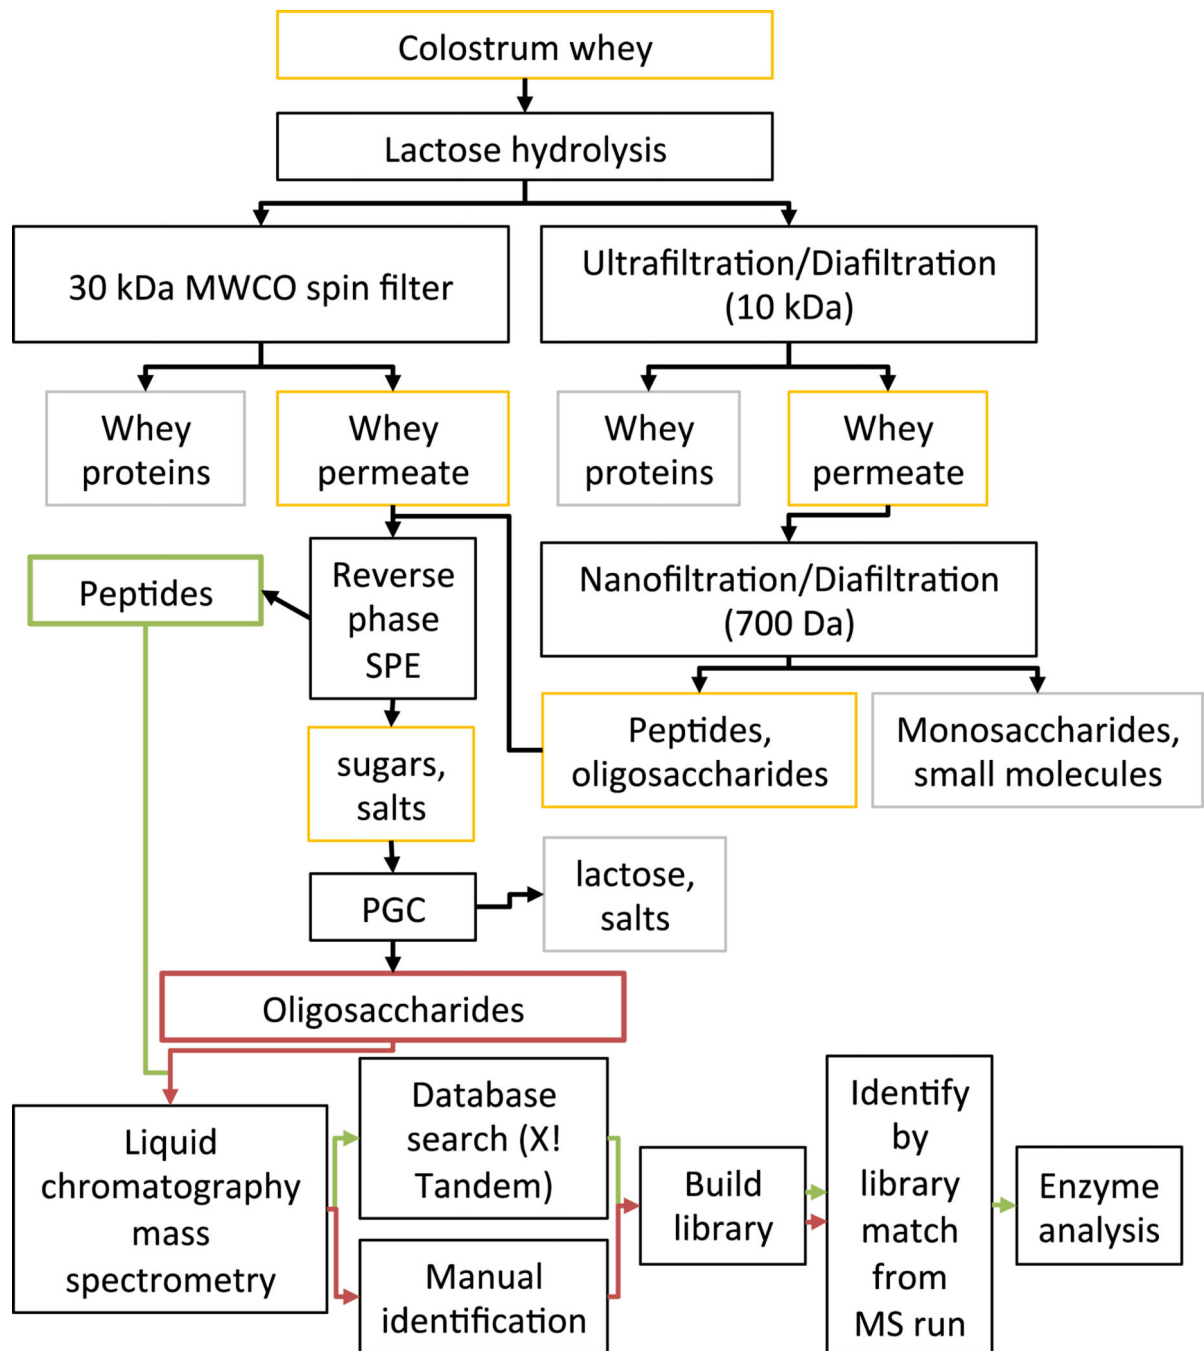 Colostrum whey
Lactose hydrolysis
30 kDa MWCO spin filter
Ultrafiltration/Diafiltration
(10 kDa)
Whey
proteins
Whey
permeate
Whey
proteins
Whey
permeate
Peptides
Reverse
phase
SPE
Nanofiltration/Diafiltration
(700 Da)
sugars,
salts
Peptides,
oligosaccharides
Monosaccharides,
small molecules
PGC
lactose,
salts
Oligosaccharides
Liquid
chromatography
mass
spectrometry
Database
search (X!
Tandem)
Manual
identification
Build
library
Identify
by
library
match
from
MS run
Enzyme
analysis